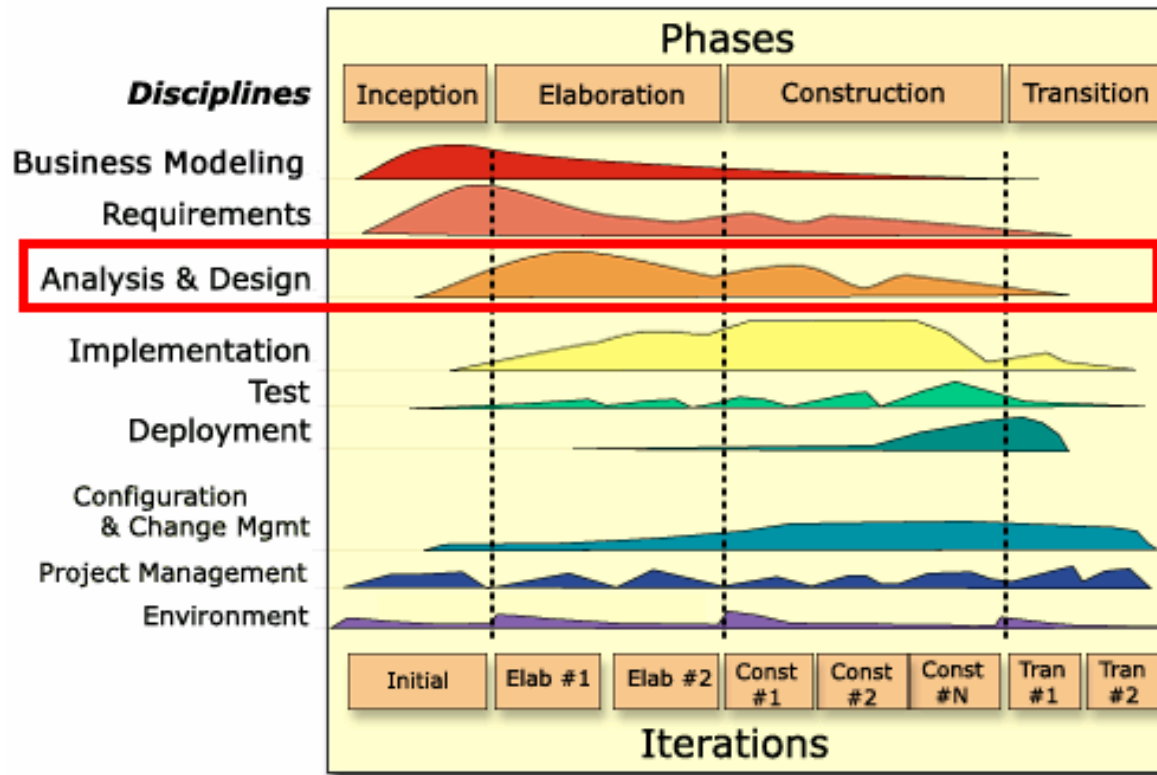 Phases
Disciplines
Inception
Elaboration
Construction
Transition
Business Modeling
Requirements
Analysis & Design
Implementation
Test
Deployment
Configuration
& Change Mgmt
Project Management
Environment
Initial
Elab #1
Elab #2
Const
#1
Const
#2
Const
#N
Tran
#1
Tran
#2
Iterations